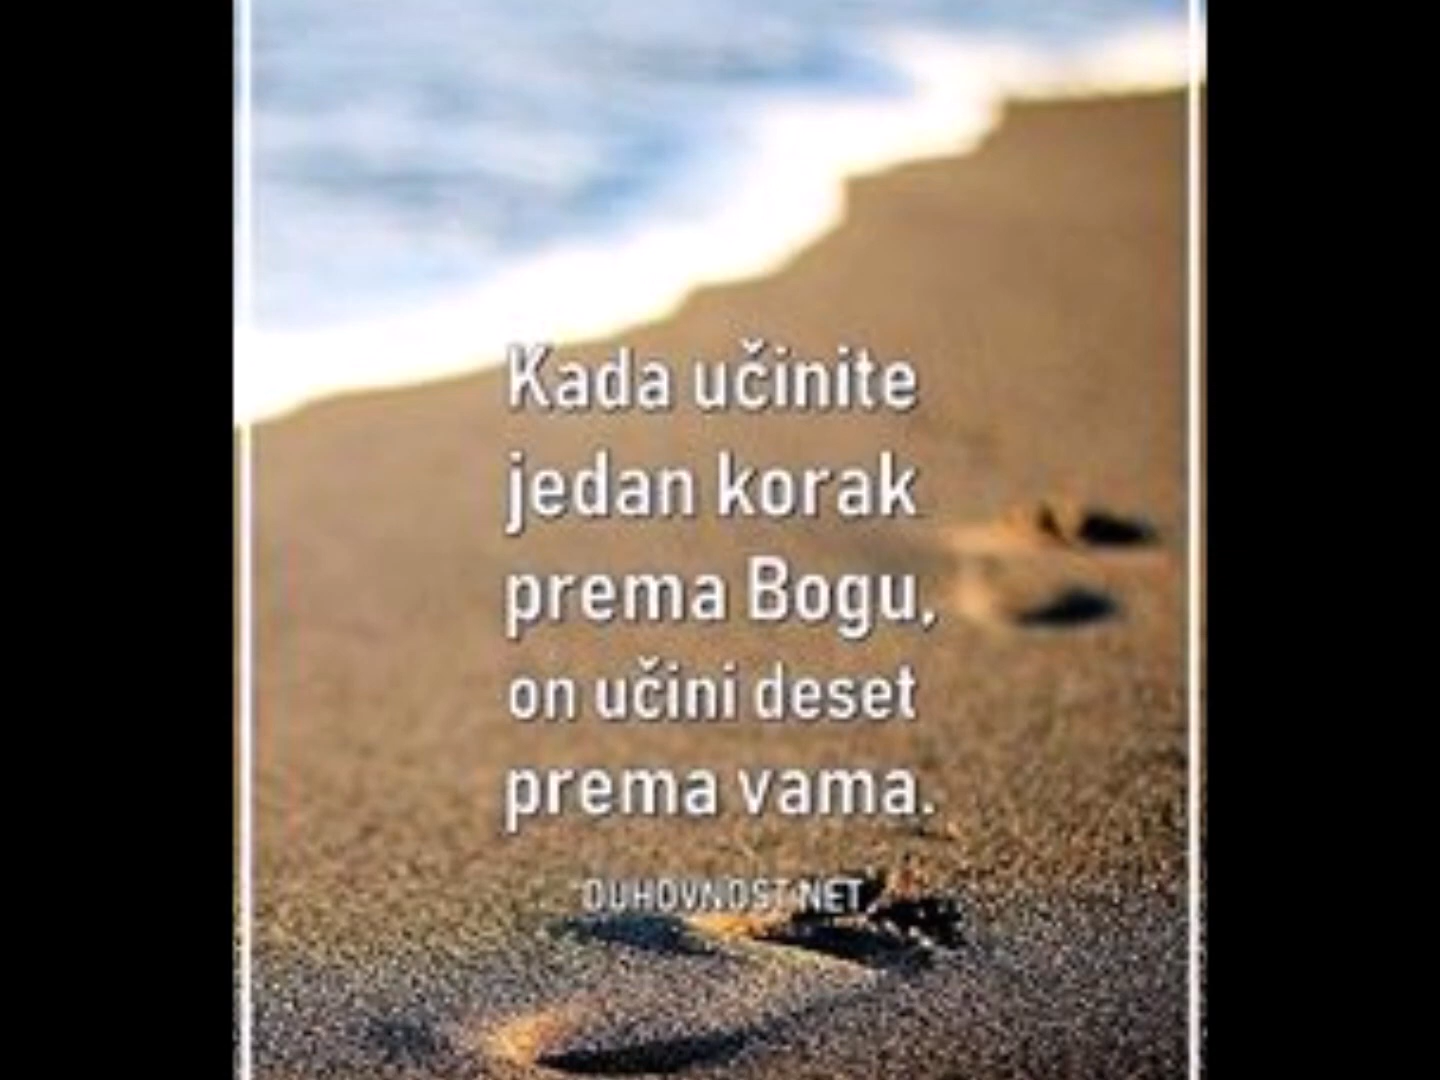 Kada učinite
jedan korak
prema Bogu,
on učini deset
prema vama.
DUHOVNOST.NET